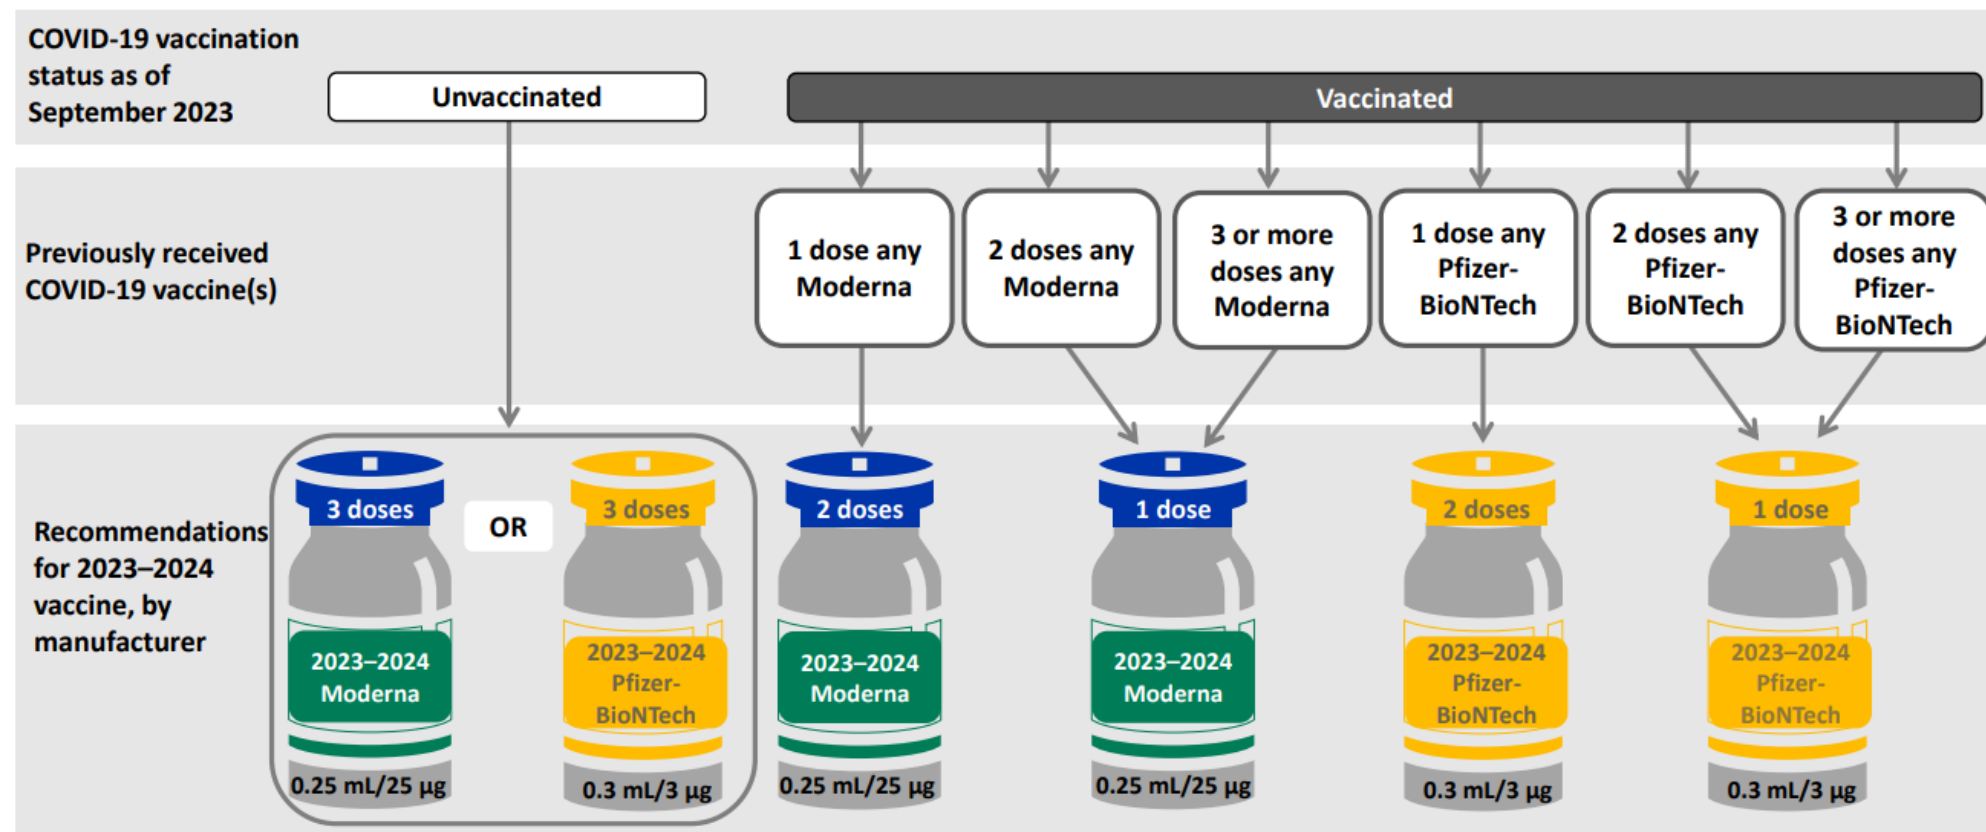 COVID-19 vaccination
status as of
September 2023
Unvaccinated
Vaccinated
Previously received
COVID-19 vaccine(s)
1 dose any
Moderna
2 doses any
Moderna
3 or more
doses any
Moderna
1 dose any
Pfizer-
BioNTech
2 doses any
Pfizer-
BioNTech
3 or more
doses any
Pfizer-
BioNTech
Recommendations
for 2023–2024
vaccine, by
manufacturer
3 doses
2023–2024
Moderna
0.25 mL/25 µg
OR
3 doses
2023–2024
Pfizer-
BioNTech
0.3 mL/3 µg
2 doses
2023–2024
Moderna
0.25 mL/25 µg
1 dose
2023–2024
Moderna
0.25 mL/25 µg
2 doses
2023–2024
Pfizer-
BioNTech
0.3 mL/3 µg
1 dose
2023–2024
Pfizer-
BioNTech
0.3 mL/3 µg